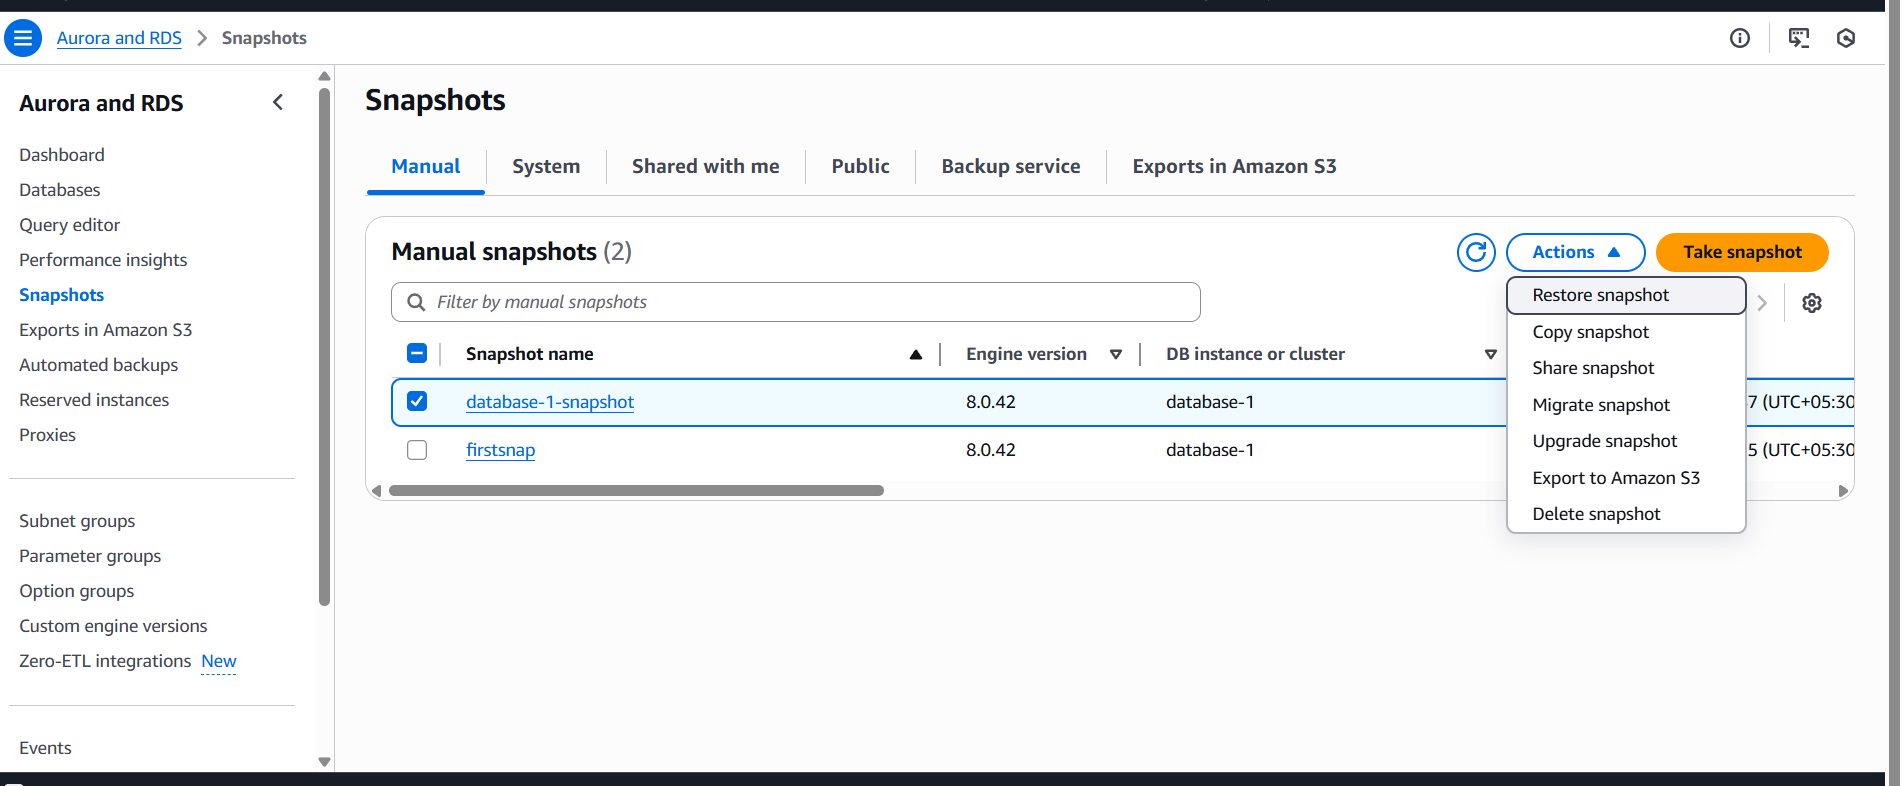 Aurora and RDS > Snapshots
Aurora and RDS
Dashboard
Databases
Query editor
Performance insights
Snapshots
Exports in Amazon S3
Automated backups
Reserved instances
Proxies
Subnet groups
Parameter groups
Option groups
Custom engine versions
Zero-ETL integrations New
Events
Snapshots
Manual System Shared with me Public Backup service Exports in Amazon S3
Manual snapshots (2)
Actions Take snapshot
Filter by manual snapshots
Restore snapshot
Copy snapshot
Share snapshot
Migrate snapshot
Upgrade snapshot
Export to Amazon S3
Delete snapshot
Snapshot name Engine version DB instance or cluster
database-1-snapshot 8.0.42 database-1 7 (UTC+05:30
firstsnap 8.0.42 database-1 5 (UTC+05:30